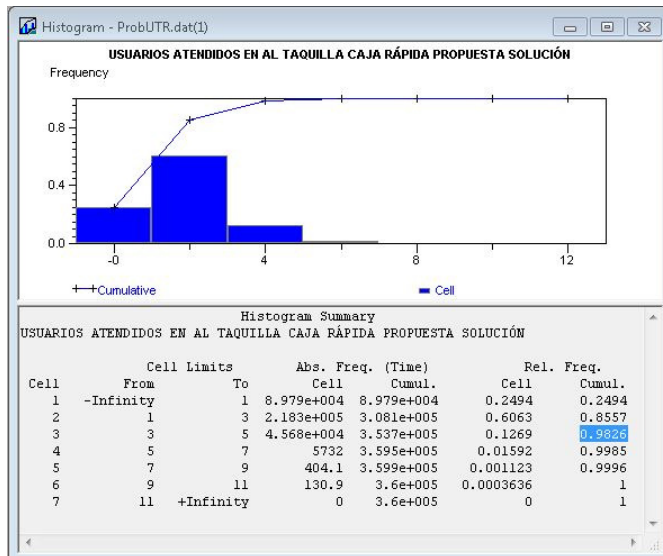 Histogram - ProbUTR.dat(1)
USUARIOS ATENDIDOS EN AL TAQUILLA CAJA RÁPIDA PROPUESTA SOLUCIÓN
Frequency
0.8
0.4
0.0
-0 4 8 12
Cumulative Cell
Histogram Summary
USUARIOS ATENDIDOS EN AL TAQUILLA CAJA RÁPIDA PROPUESTA SOLUCIÓN
Cell Limits Abs. Freq. (Time) Rel. Freq.
Cell From To Cell Cumul. Cell Cumul.
1 -Infinity 1 8.979e+004 8.979e+004 0.2494 0.2494
2 1 3 2.183e+005 3.081e+005 0.6063 0.8557
3 3 5 4.568e+004 3.537e+005 0.1269 0.9826
4 5 7 5732 3.595e+005 0.01592 0.9985
5 7 9 404.1 3.599e+005 0.001123 0.9996
6 9 11 130.9 3.6e+005 0.0003636 1
7 11 +Infinity 0 3.6e+005 0 1